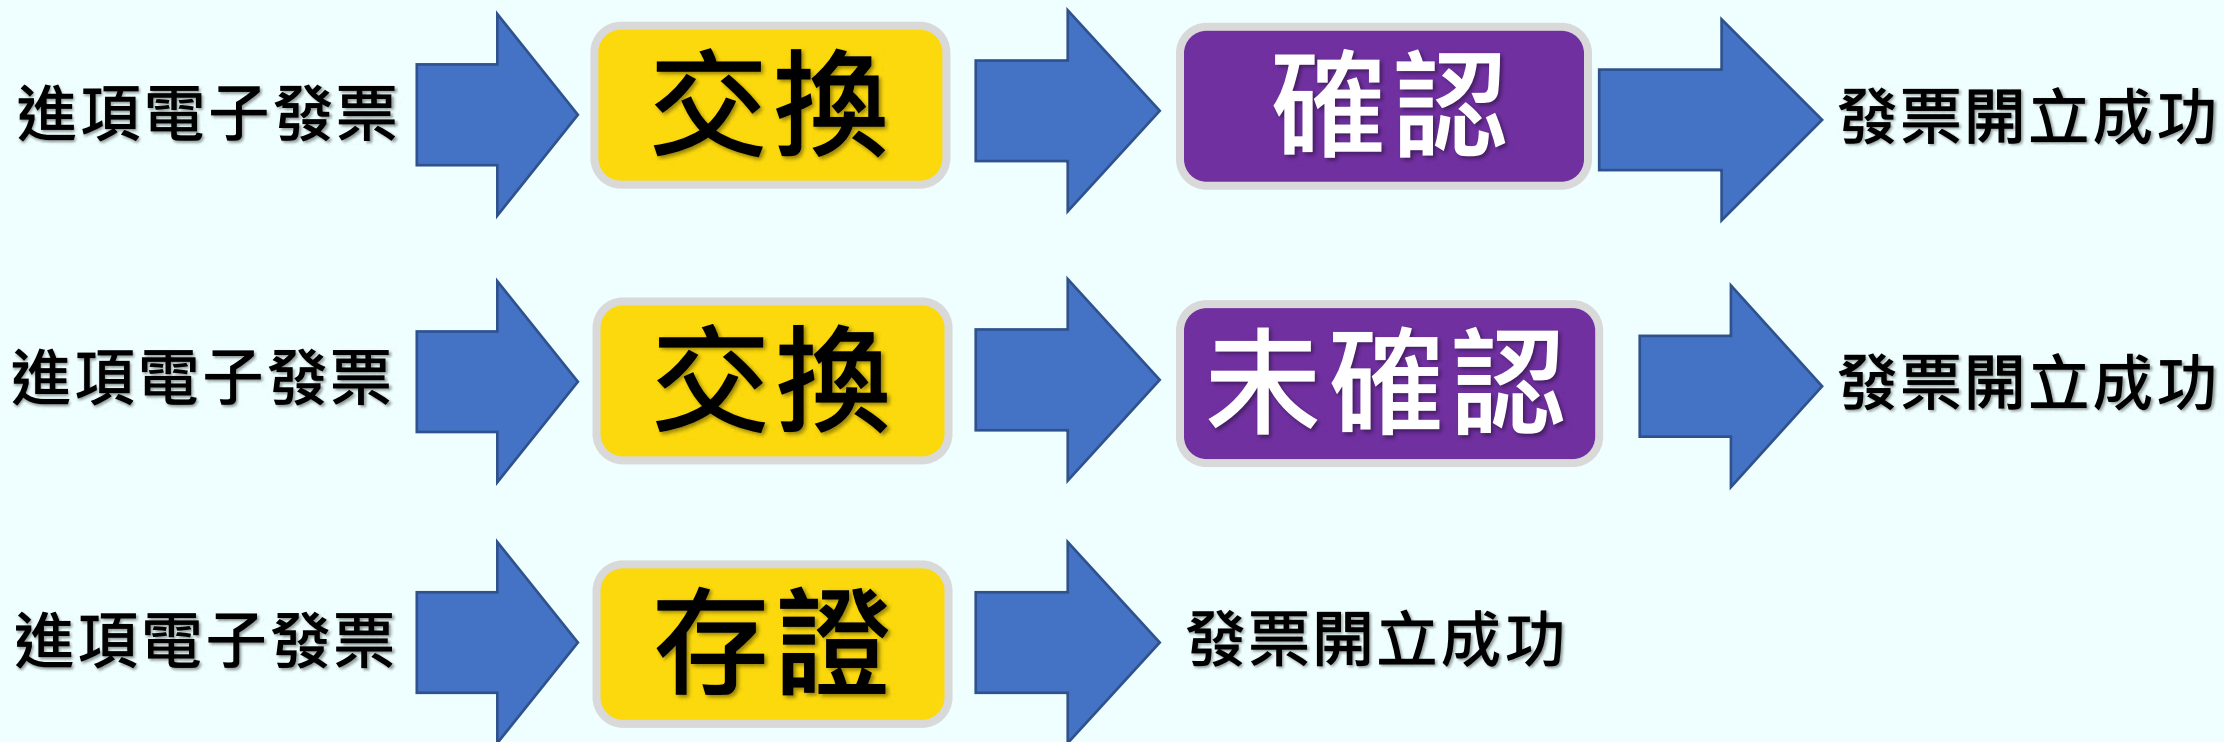 進項電子發票 交換 確認 發票開立成功
進項電子發票 交換 未確認 發票開立成功
進項電子發票 存證 發票開立成功